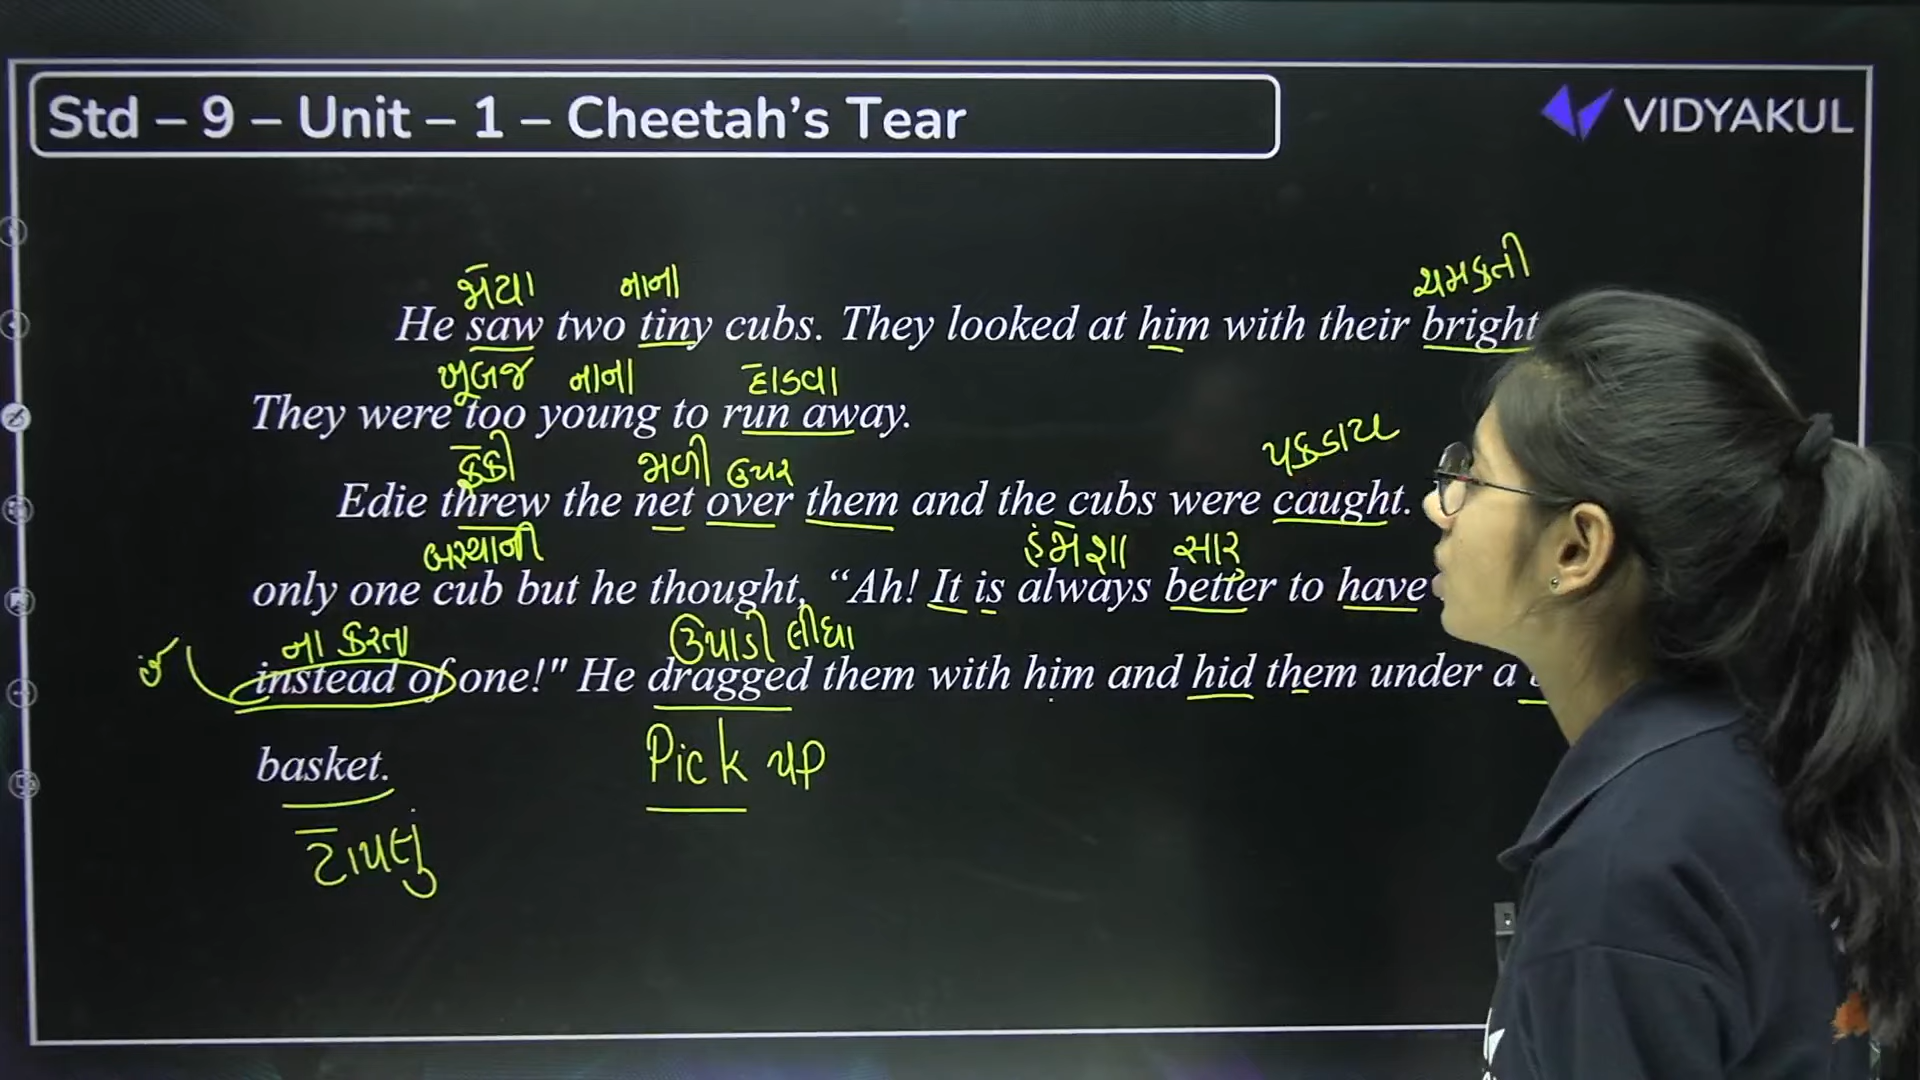 Std – 9 – Unit – 1 – Cheetah's Tear
VIDYAKUL
જોયા નાના ચમકતી
He saw two tiny cubs. They looked at him with their bright
ખૂબજ નાના દોડવા
They were too young to run away.
ફેંકી જાળી ઉપર પકડાય
Edie threw the net over them and the cubs were caught.
બચ્ચાની હંમેશા સારું
only one cub but he thought, “Ah! It is always better to have
ના કરતા ઉપાડી લીધા
instead of one!" He dragged them with him and hid them under a
basket. Pick up
ટોપલું